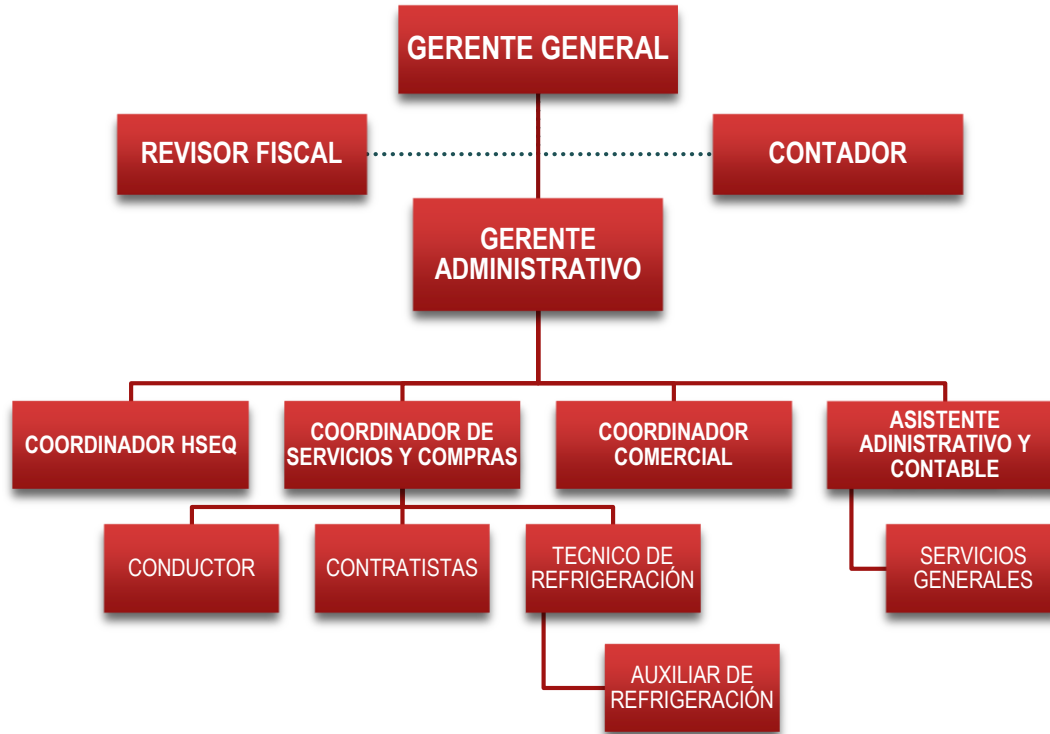 GERENTE GENERAL
REVISOR FISCAL
CONTADOR
GERENTE
ADMINISTRATIVO
COORDINADOR HSEQ
COORDINADOR DE
SERVICIOS Y COMPRAS
COORDINADOR
COMERCIAL
ASISTENTE
ADINISTRATIVO Y
CONTABLE
CONDUCTOR
CONTRATISTAS
TECNICO DE
REFRIGERACIÓN
SERVICIOS
GENERALES
AUXILIAR DE
REFRIGERACIÓN